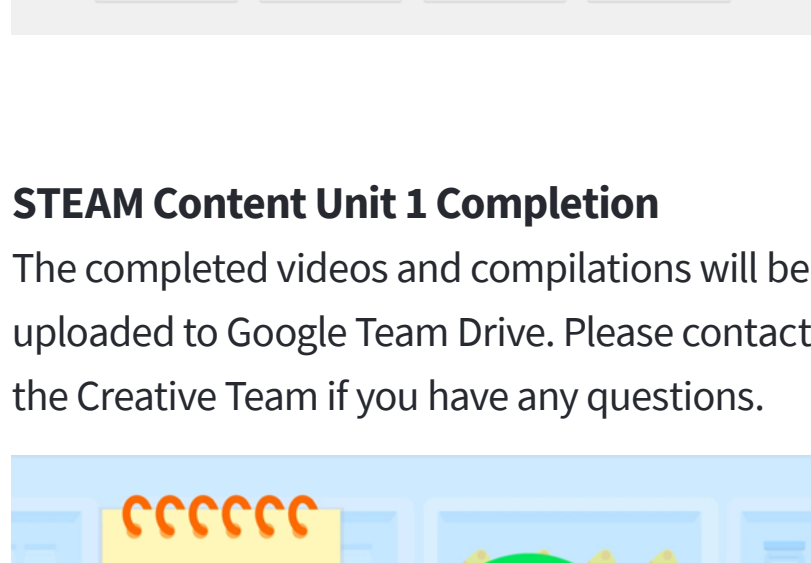 STEAM Content Unit 1 Completion
The completed videos and compilations will be
uploaded to Google Team Drive. Please contact
the Creative Team if you have any questions.